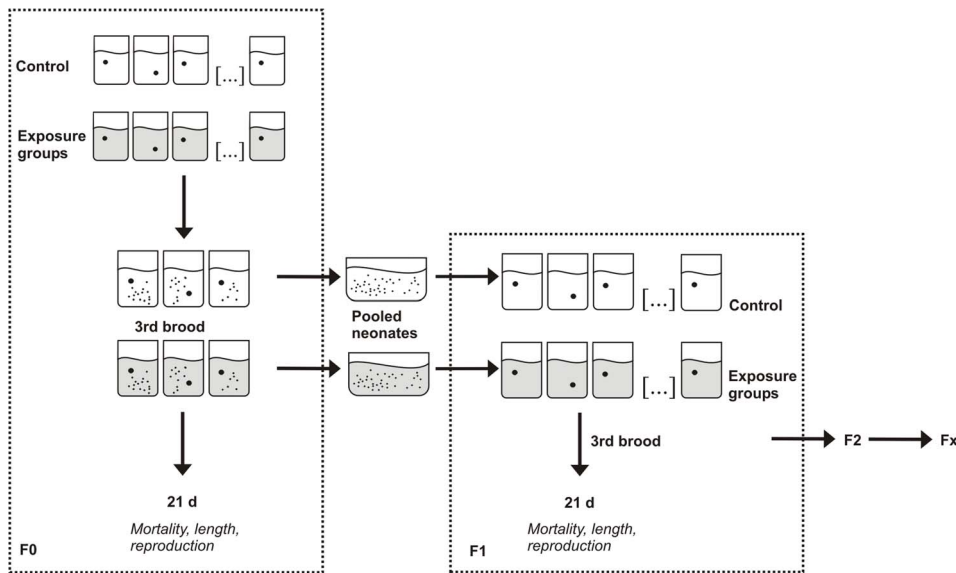 Control
[...]
Exposure
groups
[...]
3rd brood
21 d
Mortality, length,
reproduction
F0
Pooled
neonates
[...]
Control
[...]
Exposure
groups
3rd brood
21 d
Mortality, length,
reproduction
F1
F2
Fx